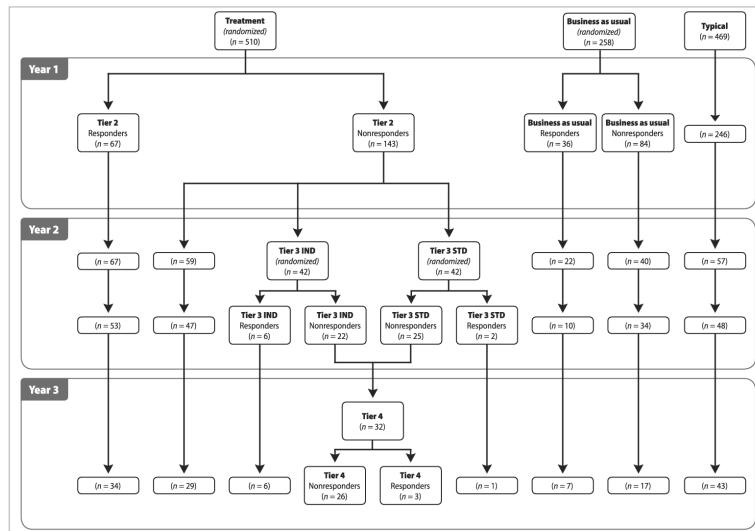 Treatment
(randomized)
(n = 510)
Business as usual
(randomized)
(n = 258)
Typical
(n = 469)
Year 1
Tier 2
Responders
(n = 67)
Tier 2
Nonresponders
(n = 143)
Business as usual
Responders
(n = 36)
Business as usual
Nonresponders
(n = 84)
(n = 246)
Year 2
(n = 67)
(n = 59)
Tier 3 IND
(randomized)
(n = 42)
Tier 3 STD
(randomized)
(n = 42)
(n = 22)
(n = 40)
(n = 57)
(n = 53)
(n = 47)
Tier 3 IND
Responders
(n = 6)
Tier 3 IND
Nonresponders
(n = 22)
Tier 3 STD
Nonresponders
(n = 25)
Tier 3 STD
Responders
(n = 2)
(n = 10)
(n = 34)
(n = 48)
Year 3
Tier 4
(n = 32)
(n = 34)
(n = 29)
(n = 6)
Tier 4
Nonresponders
(n = 26)
Tier 4
Responders
(n = 3)
(n = 1)
(n = 7)
(n = 17)
(n = 43)